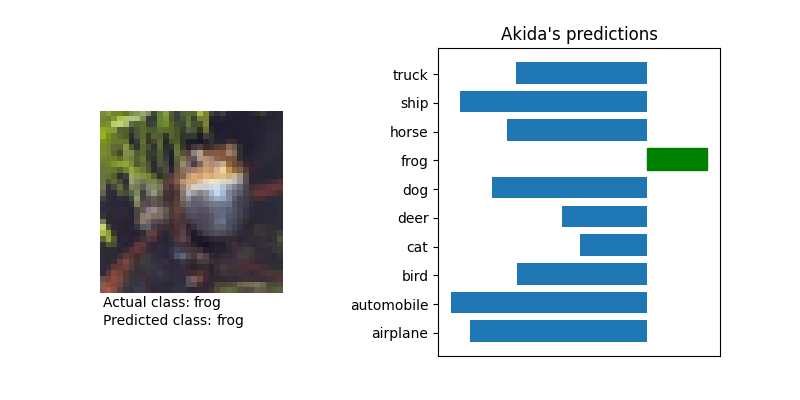 Akida's predictions
truck
ship
horse
frog
dog
deer
cat
bird
automobile
airplane
Actual class: frog
Predicted class: frog